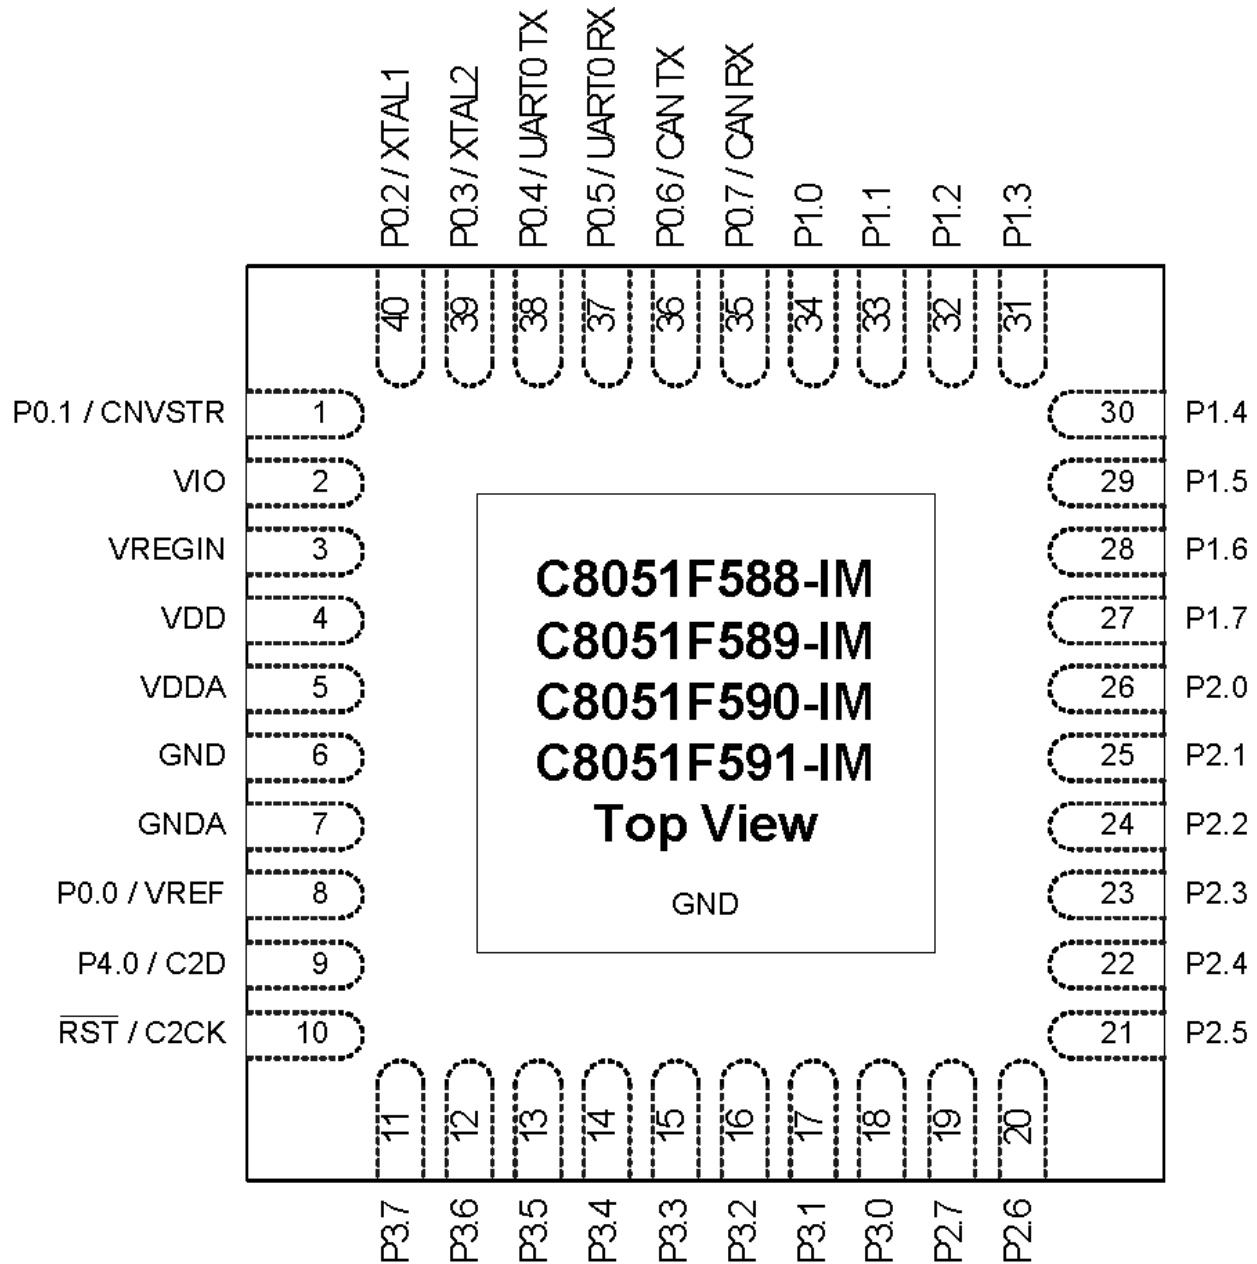 P0.2 / XTAL1
P0.3 / XTAL2
P0.4 / UART0 TX
P0.5 / UART0 RX
P0.6 / CAN TX
P0.7 / CAN RX
P1.0
P1.1
P1.2
P1.3
40
39
38
37
36
35
34
33
32
31
P0.1 / CNVSTR 1
VIO 2
VREGIN 3
VDD 4
VDDA 5
GND 6
GNDA 7
P0.0 / VREF 8
P4.0 / C2D 9
RST / C2CK 10
C8051F588-IM
C8051F589-IM
C8051F590-IM
C8051F591-IM
Top View
GND
30 P1.4
29 P1.5
28 P1.6
27 P1.7
26 P2.0
25 P2.1
24 P2.2
23 P2.3
22 P2.4
21 P2.5
11
12
13
14
15
16
17
18
19
20
P3.7
P3.6
P3.5
P3.4
P3.3
P3.2
P3.1
P3.0
P2.7
P2.6